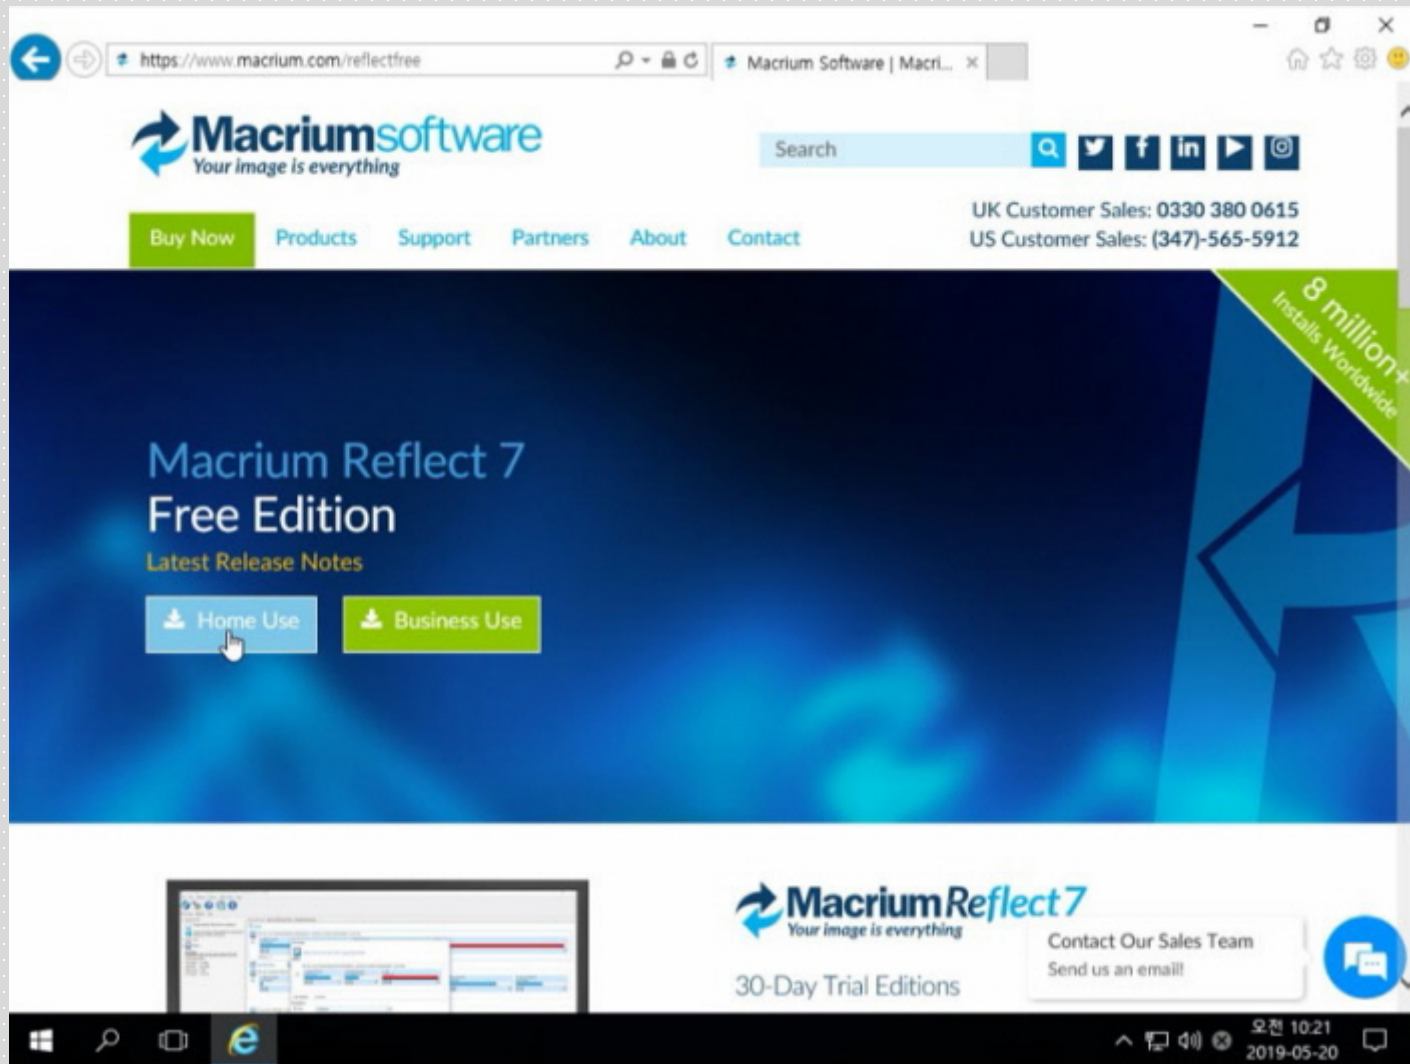 https://www.macrium.com/reflectfree
Macrium Software | Macri...
Macriumsoftware
Your image is everything
Search
UK Customer Sales: 0330 380 0615
US Customer Sales: (347)-565-5912
Buy Now
Products
Support
Partners
About
Contact
8 million+
Installs Worldwide
Macrium Reflect 7
Free Edition
Latest Release Notes
Home Use
Business Use
Macrium Reflect 7
Your image is everything
30-Day Trial Editions
Contact Our Sales Team
Send us an email!
오전 10:21
2019-05-20